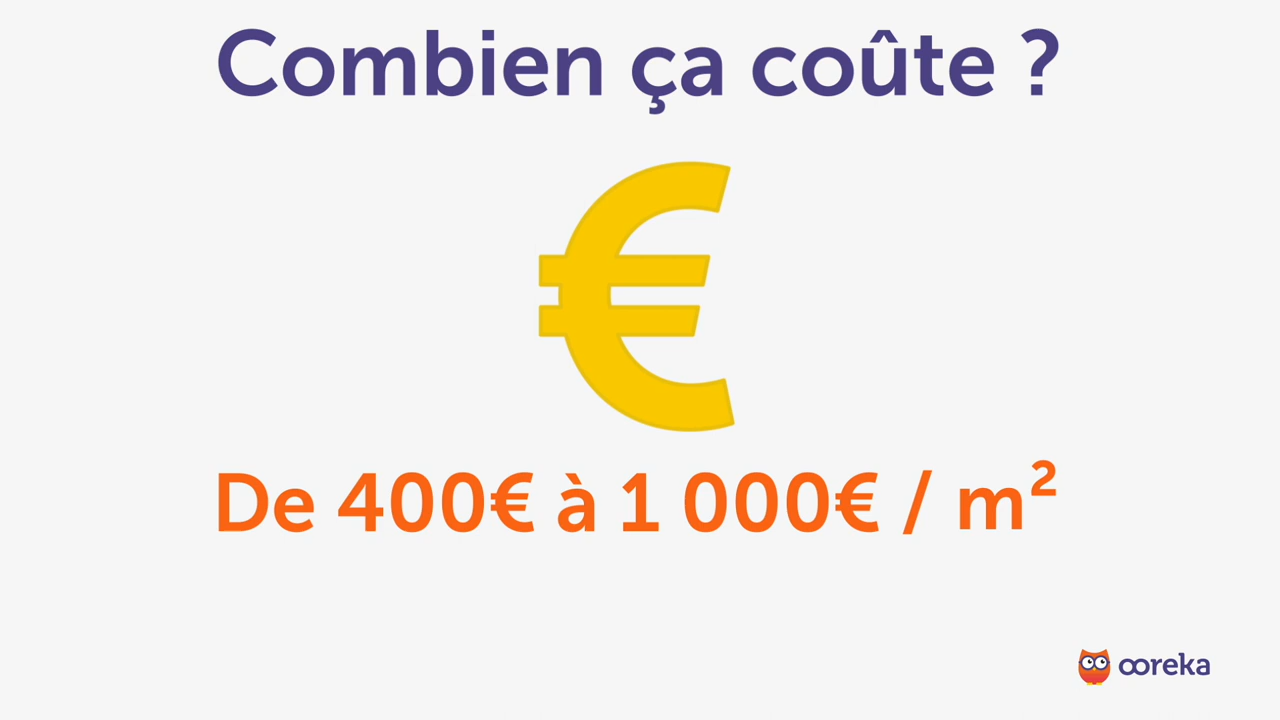 Combien ça coûte ?
€
De 400€ à 1 000€ / m²
ooreka